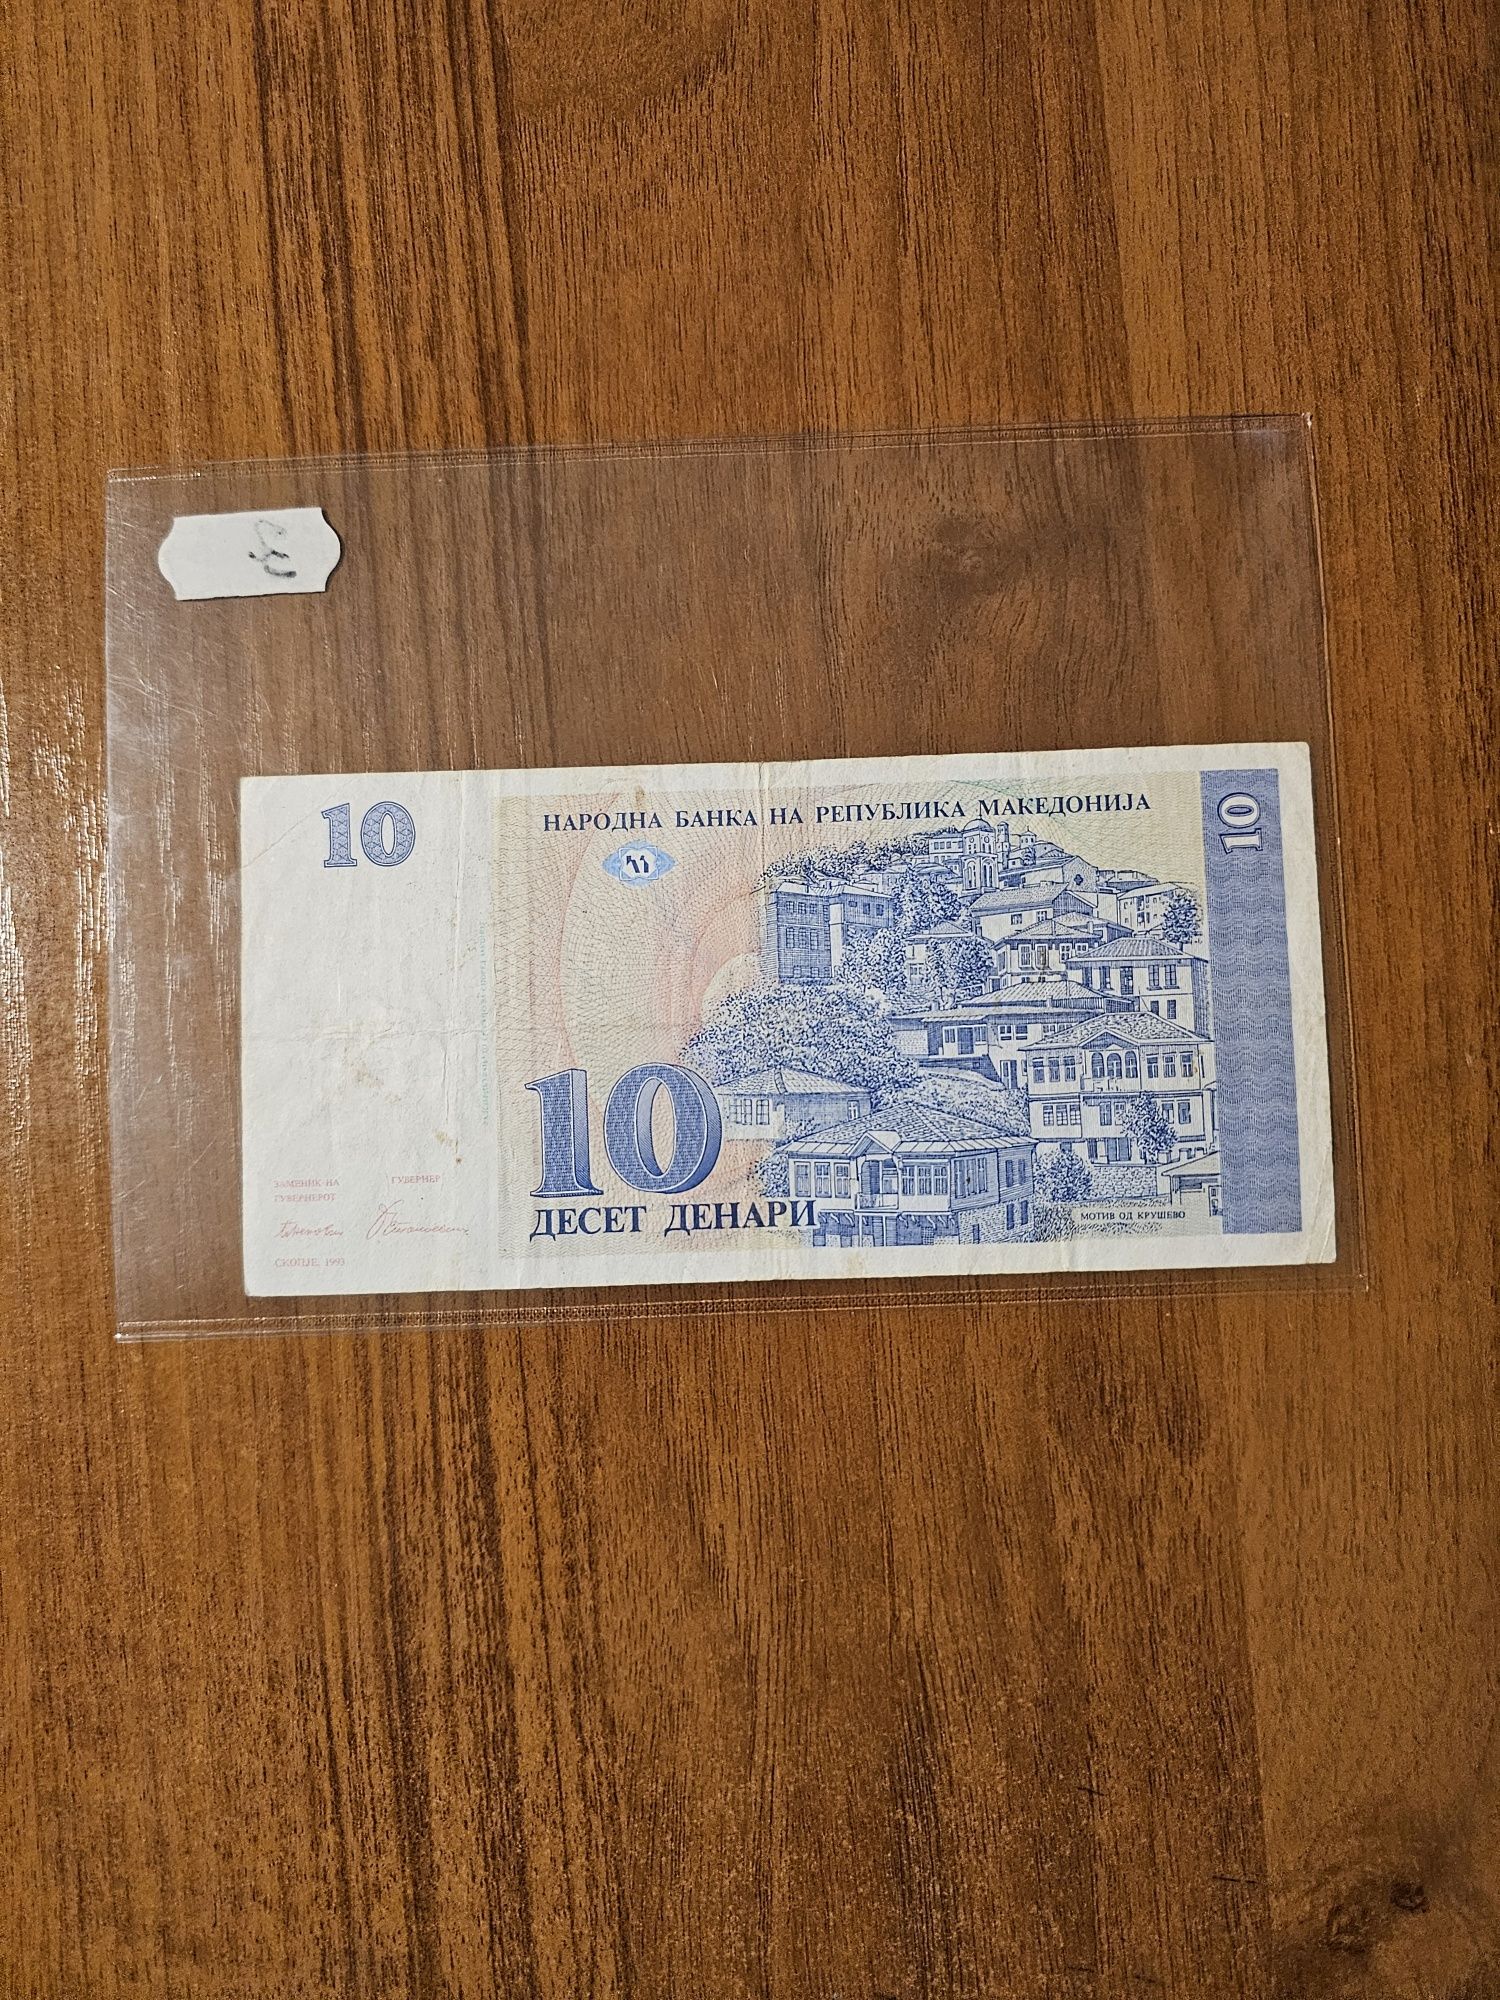 10
НАРОДНА БАНКА НА РЕПУБЛИКА МАКЕДОНИЈА
10
10
ДЕСЕТ ДЕНАРИ
МОТИВ ОД КРУШЕВО
ЗАМЕНИК НА ГУВЕРНЕР
ГУВЕРНЕРОТ
СКОПЈЕ, 1993